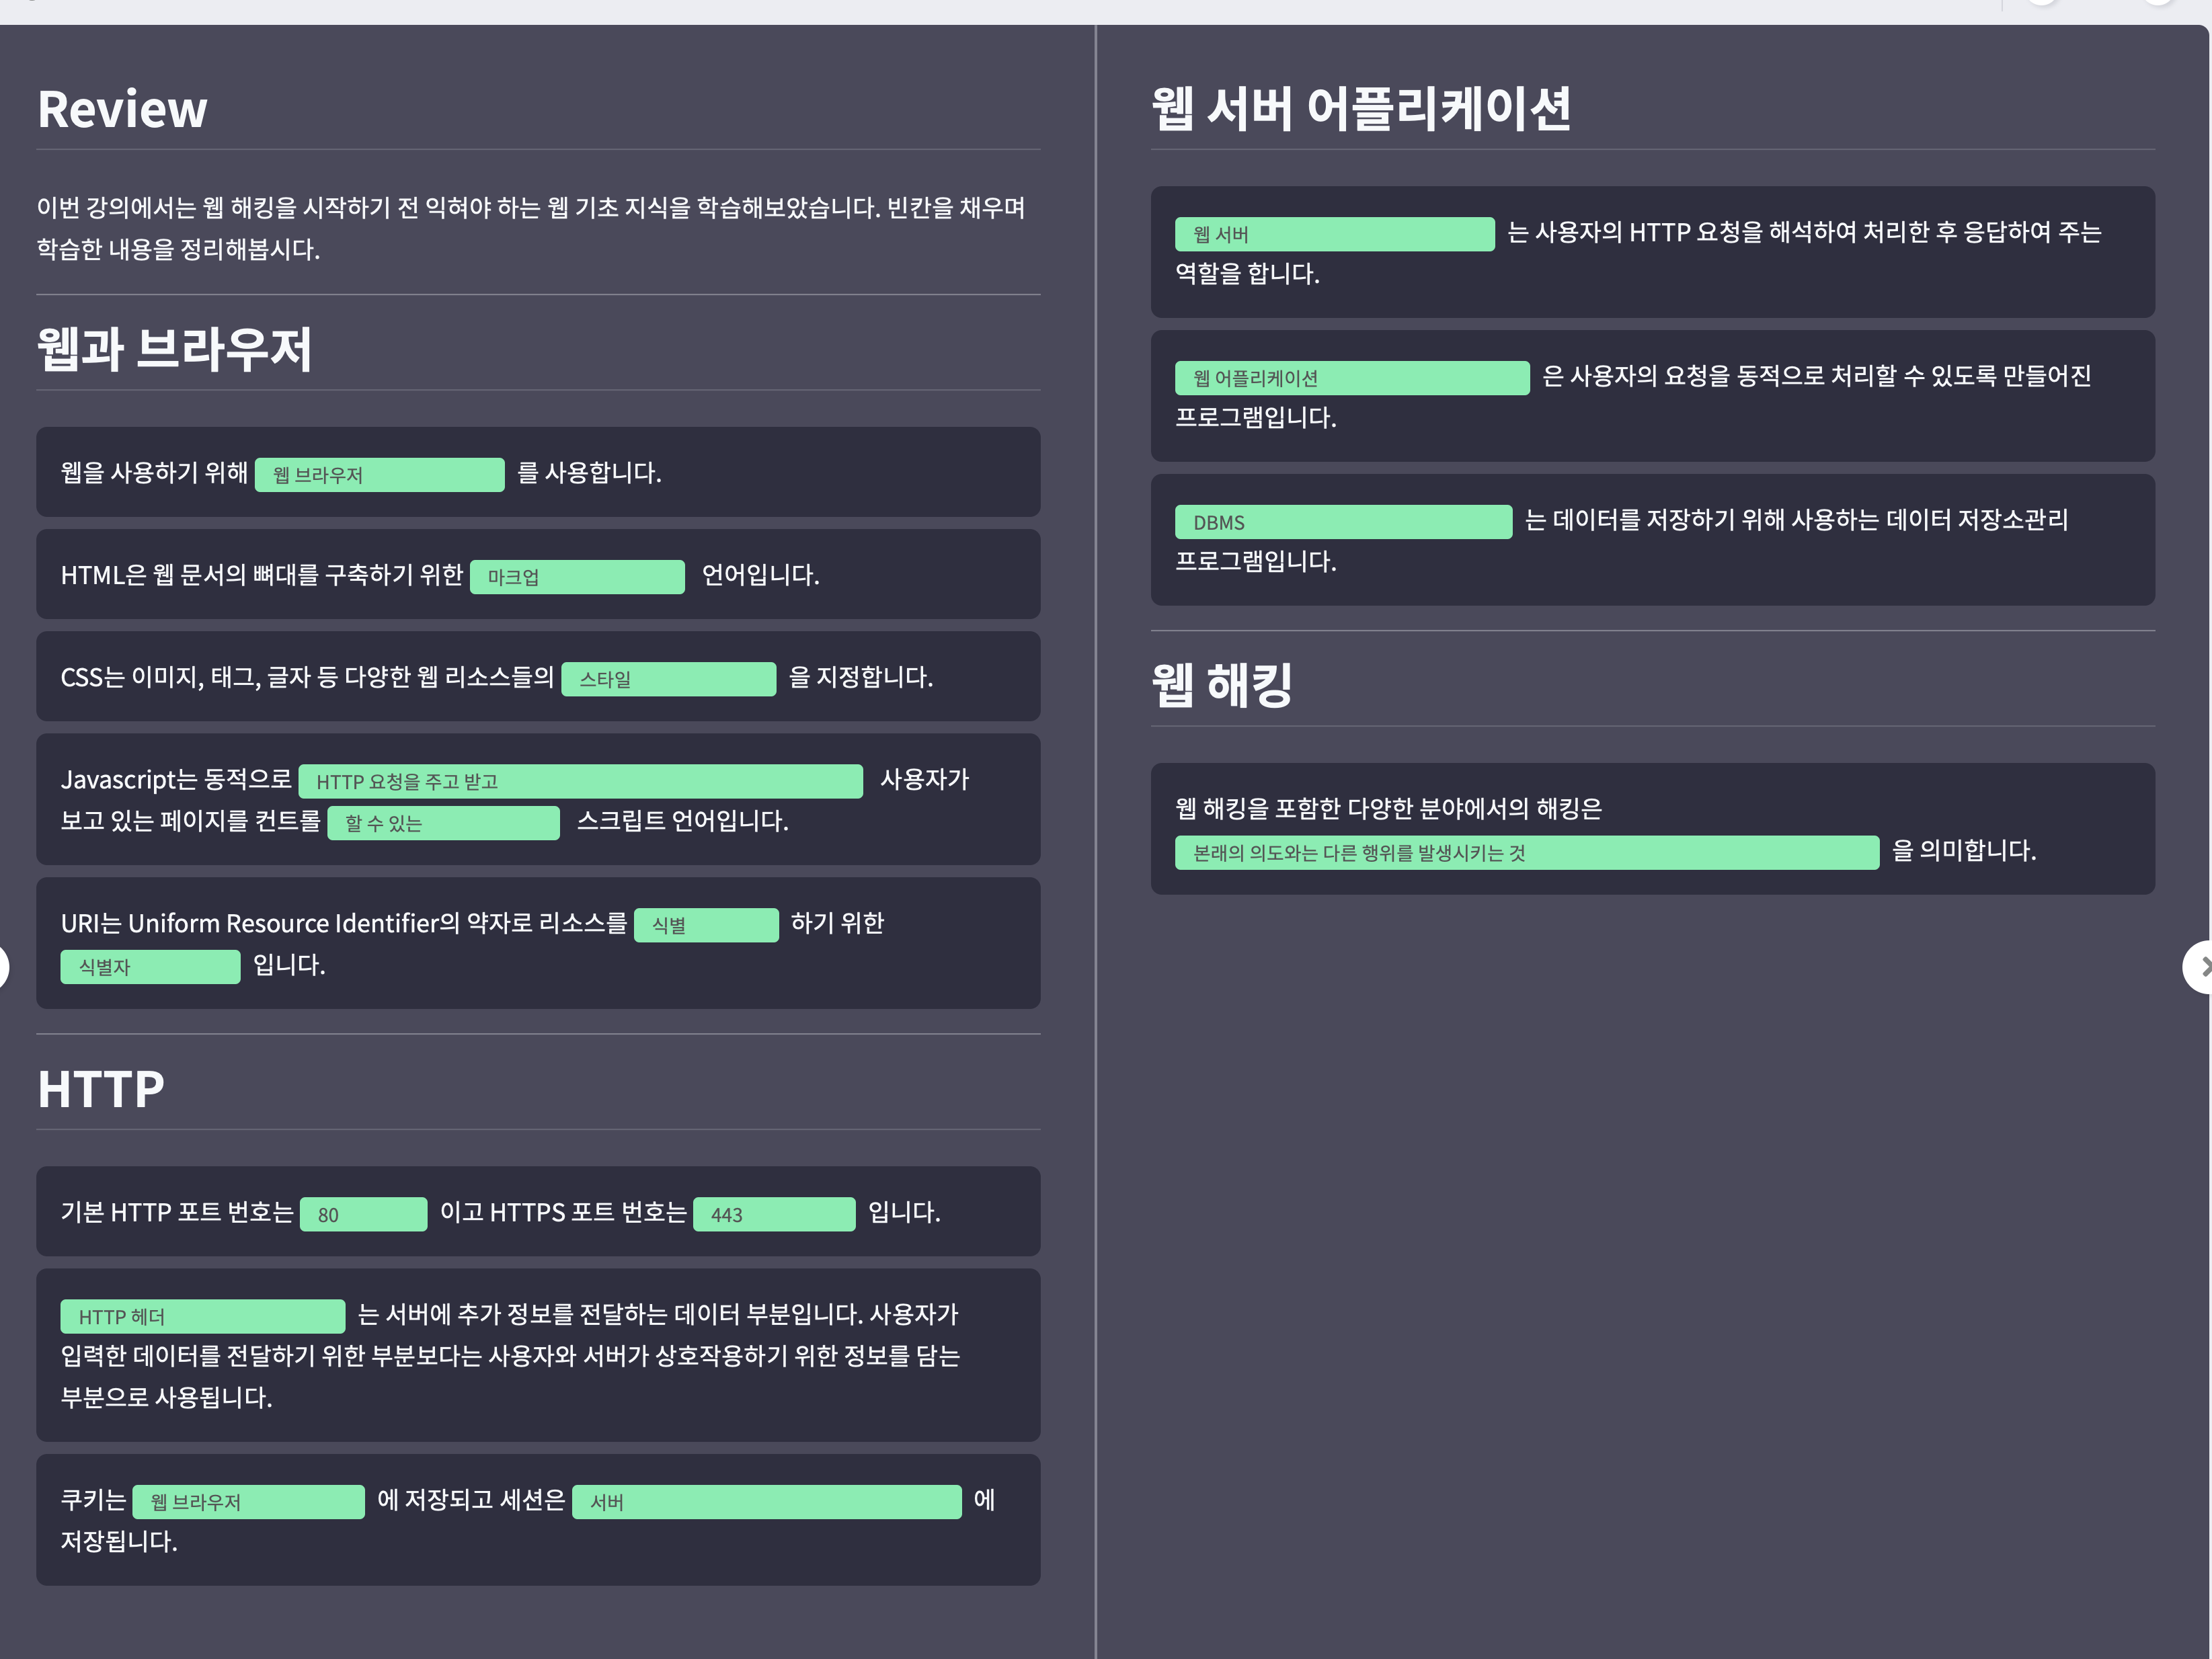 Review
이번 강의에서는 웹 해킹을 시작하기 전 익혀야 하는 웹 기초 지식을 학습해보았습니다. 빈칸을 채우며
학습한 내용을 정리해봅시다.
웹과 브라우저
웹을 사용하기 위해 웹 브라우저 를 사용합니다.
HTML은 웹 문서의 뼈대를 구축하기 위한 마크업 언어입니다.
CSS는 이미지, 태그, 글자 등 다양한 웹 리소스들의 스타일 을 지정합니다.
Javascript는 동적으로 HTTP 요청을 주고 받고 사용자가
보고 있는 페이지를 컨트롤 할 수 있는 스크립트 언어입니다.
URI는 Uniform Resource Identifier의 약자로 리소스를 식별 하기 위한
식별자 입니다.
HTTP
기본 HTTP 포트 번호는 80 이고 HTTPS 포트 번호는 443 입니다.
HTTP 헤더 는 서버에 추가 정보를 전달하는 데이터 부분입니다. 사용자가
입력한 데이터를 전달하기 위한 부분보다는 사용자와 서버가 상호작용하기 위한 정보를 담는
부분으로 사용됩니다.
쿠키는 웹 브라우저 에 저장되고 세션은 서버 에
저장됩니다.
웹 서버 어플리케이션
웹 서버 는 사용자의 HTTP 요청을 해석하여 처리한 후 응답하여 주는
역할을 합니다.
웹 어플리케이션 은 사용자의 요청을 동적으로 처리할 수 있도록 만들어진
프로그램입니다.
DBMS 는 데이터를 저장하기 위해 사용하는 데이터 저장소관리
프로그램입니다.
웹 해킹
웹 해킹을 포함한 다양한 분야에서의 해킹은
본래의 의도와는 다른 행위를 발생시키는 것 을 의미합니다.